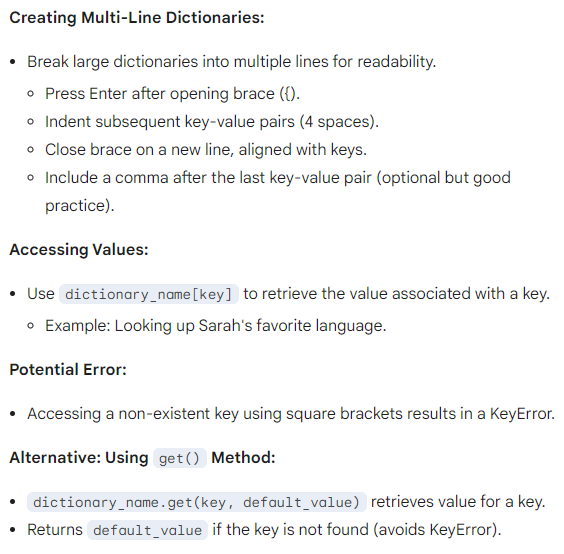 Creating Multi-Line Dictionaries:
• Break large dictionaries into multiple lines for readability.
◦ Press Enter after opening brace ({).
◦ Indent subsequent key-value pairs (4 spaces).
◦ Close brace on a new line, aligned with keys.
◦ Include a comma after the last key-value pair (optional but good
practice).
Accessing Values:
• Use dictionary_name[key] to retrieve the value associated with a key.
◦ Example: Looking up Sarah's favorite language.
Potential Error:
• Accessing a non-existent key using square brackets results in a KeyError.
Alternative: Using get() Method:
• dictionary_name.get(key, default_value) retrieves value for a key.
• Returns default_value if the key is not found (avoids KeyError).